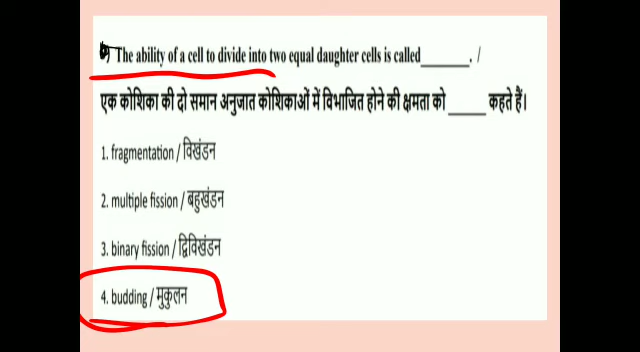 The ability of a cell to divide into two equal daughter cells is called_______. /
एक कोशिका की दो समान अनुजात कोशिकाओं में विभाजित होने की क्षमता को _____ कहते हैं।
1. fragmentation / विखंडन
2. multiple fission / बहुखंडन
3. binary fission / द्विविखंडन
4. budding / मुकुलन